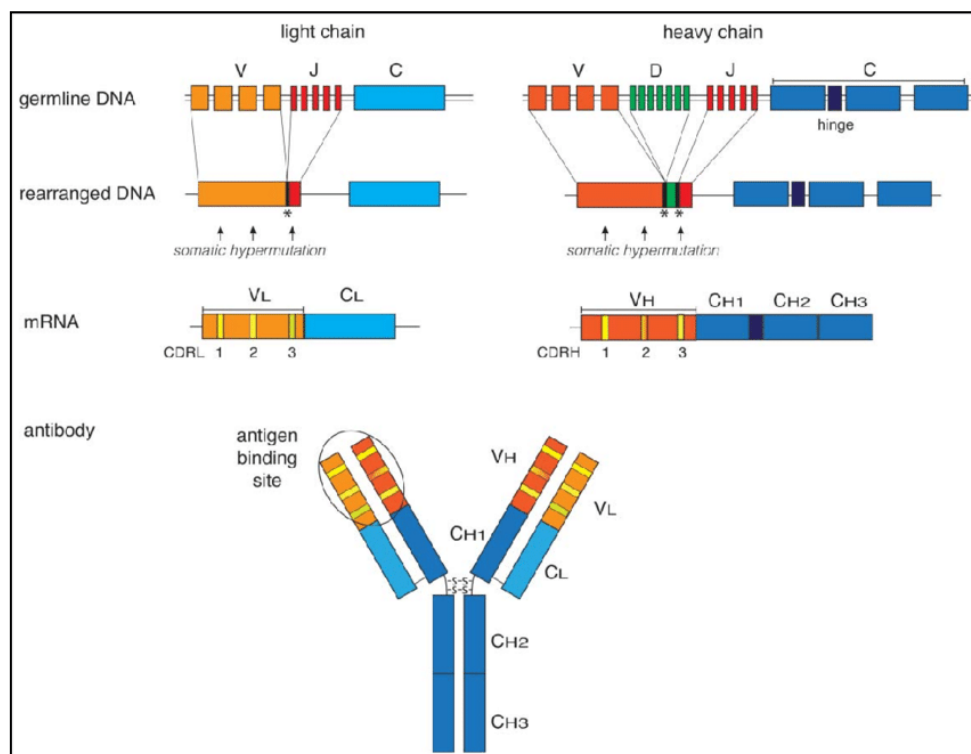 light chain
heavy chain
V J C
V D J C
germline DNA
hinge
rearranged DNA
* * *
somatic hypermutation
somatic hypermutation
VL CL
VH CH1 CH2 CH3
mRNA
CDRL 1 2 3
CDRH 1 2 3
antibody
antigen
binding
site
VH
VL
CH1
CL
CH2
CH3